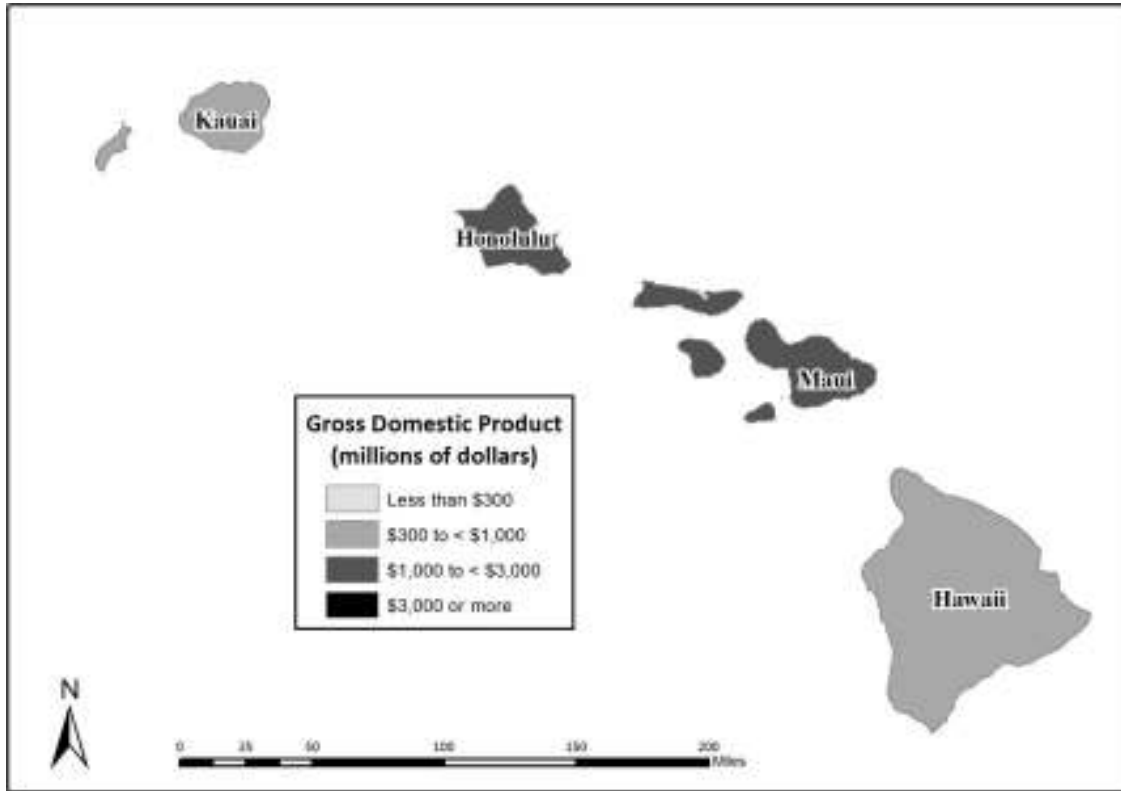 Kauai
Honolulu
Maui
Gross Domestic Product
(millions of dollars)
Less than $300
$300 to < $1,000
$1,000 to < $3,000
$3,000 or more
Hawaii
N
0 25 50 100 150 200
Miles